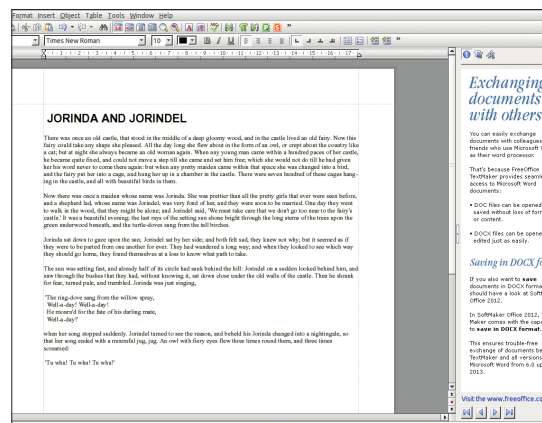 Format Insert Object Table Tools Window Help
Times New Roman 10 B I U
JORINDA AND JORINDEL
There was once an old castle, that stood in the middle of a deep gloomy wood, and in the castle lived an old fairy. Now this
fairy could take any shape she pleased. All the day long she flew about in the form of an owl, or crept about the country like
a cat; but at night she always became an old woman again. When any young man came within a hundred paces of her castle,
he became quite fixed, and could not move a step till she came and set him free; which she would not do till he had given
her his word never to come there again: but when any pretty maiden came within that space she was changed into a bird,
and the fairy put her into a cage, and hung her up in a chamber in the castle. There were seven hundred of these cages hang-
ing in the castle, and all with beautiful birds in them.
Now there was once a maiden whose name was Jorinda. She was prettier than all the pretty girls that ever were seen before,
and a shepherd lad, whose name was Jorindel, was very fond of her, and they were soon to be married. One day they went
to walk in the wood, that they might be alone; and Jorindel said, 'We must take care that we don't go too near to the fairy's
castle.' It was a beautiful evening; the last rays of the setting sun shone bright through the long stems of the trees upon the
green underwood beneath, and the turtle-doves sang from the tall birches.
Jorinda sat down to gaze upon the sun; Jorindel sat by her side; and both felt sad, they knew not why; but it seemed as if
they were to be parted from one another for ever. They had wandered a long way; and when they looked to see which way
they should go home, they found themselves at a loss to know what path to take.
The sun was setting fast, and already half of its circle had sunk behind the hill: Jorindel on a sudden looked behind him, and
saw through the bushes that they had, without knowing it, sat down close under the old walls of the castle. Then he shrank
for fear, turned pale, and trembled. Jorinda was just singing,
'The ring-dove sang from the willow spray,
Well-a-day! Well-a-day!
He mourn'd for the fate of his darling mate,
Well-a-day!'
when her song stopped suddenly. Jorindel turned to see the reason, and beheld his Jorinda changed into a nightingale, so
that her song ended with a mournful jug, jug. An owl with fiery eyes flew three times round them, and three times
screamed:
'Tu whu! Tu whu! Tu whu!'
Exchanging
documents
with others
You can easily exchange
documents with colleagues
friends who use Microsoft
as their word processor.
That's because FreeOffice
TextMaker provides
access to Microsoft Word
documents:
• DOC files can be opened
saved without loss of
or content.
• DOCX files can be
edited just as easily.
Saving in DOCX
If you also want to save
documents in DOCX
should have a look at
Office 2012.
In SoftMaker Office 2012,
Maker comes with the
to save in DOCX format.
This ensures trouble-free
exchange of documents
TextMaker and all versions
Microsoft Word from 6.0
2013.
Visit the www.freeoffice.